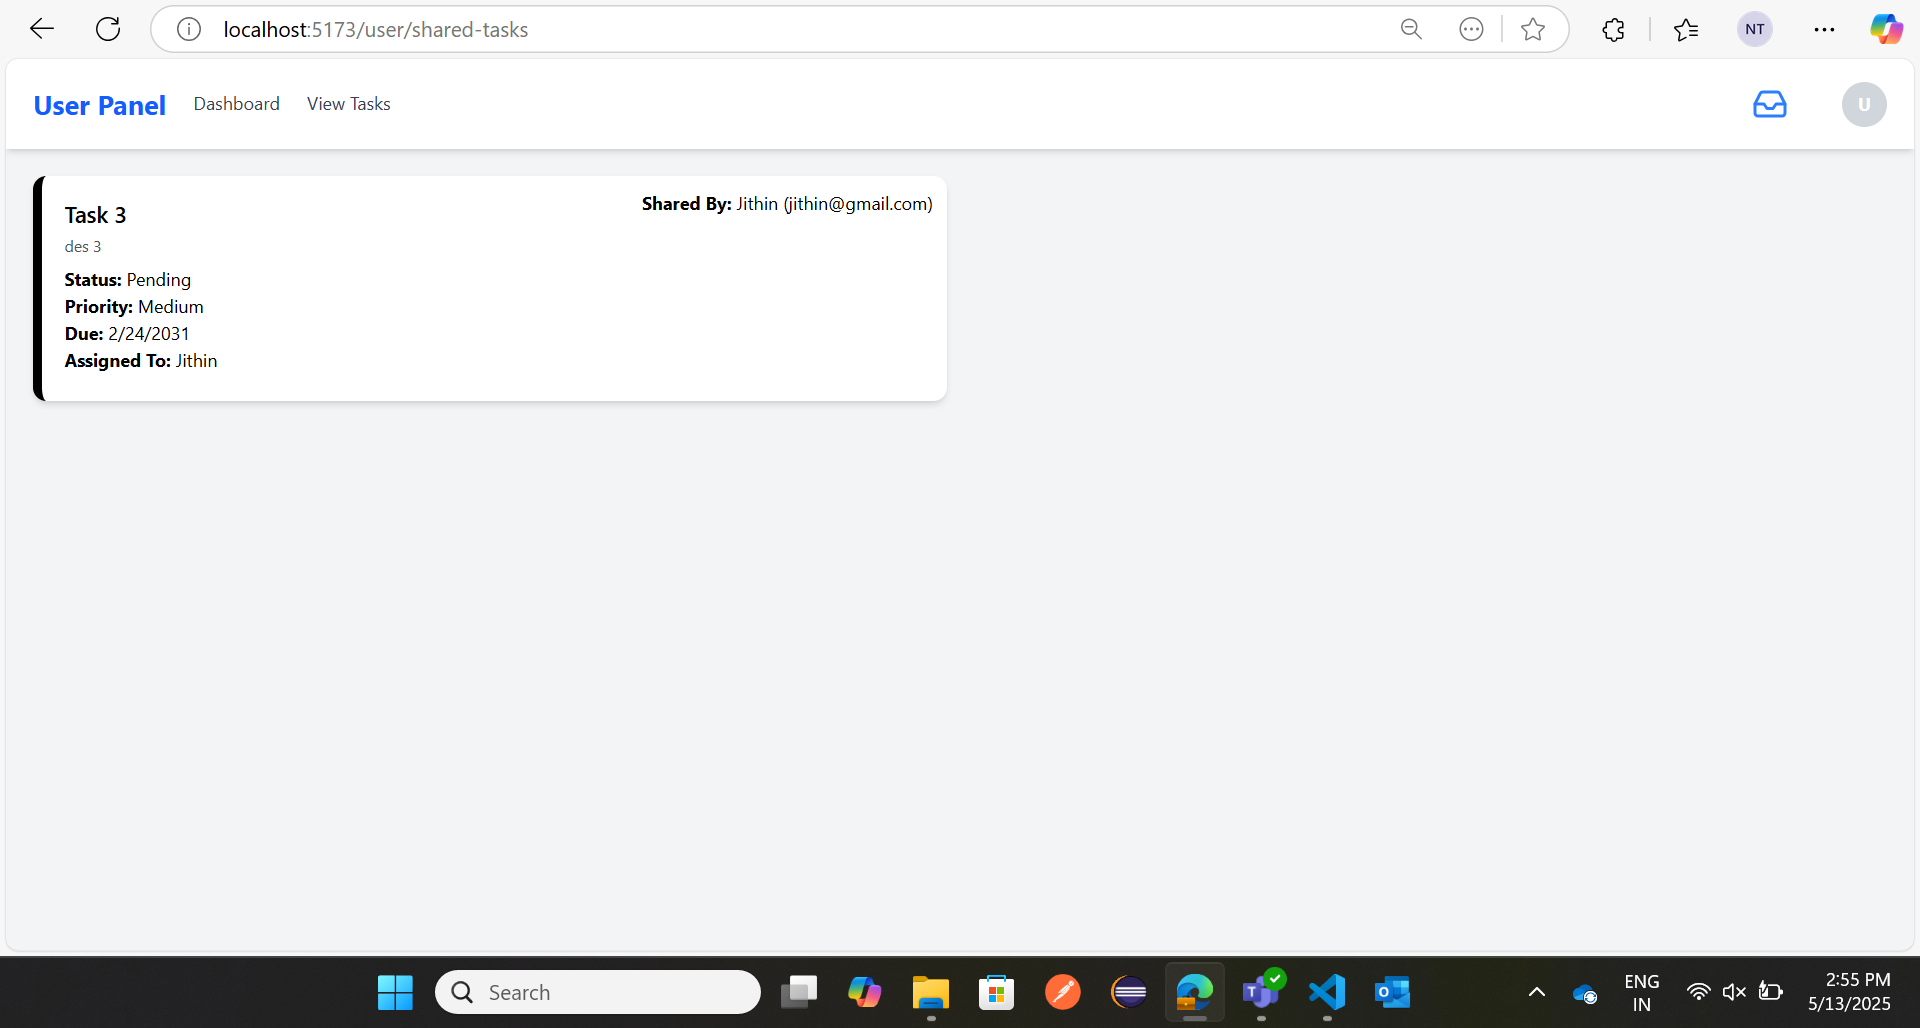 localhost:5173/user/shared-tasks
NT
User Panel
Dashboard
View Tasks
U
Task 3
Shared By: Jithin (jithin@gmail.com)
des 3
Status: Pending
Priority: Medium
Due: 2/24/2031
Assigned To: Jithin
Search
T
O
ENG
IN
2:55 PM
5/13/2025